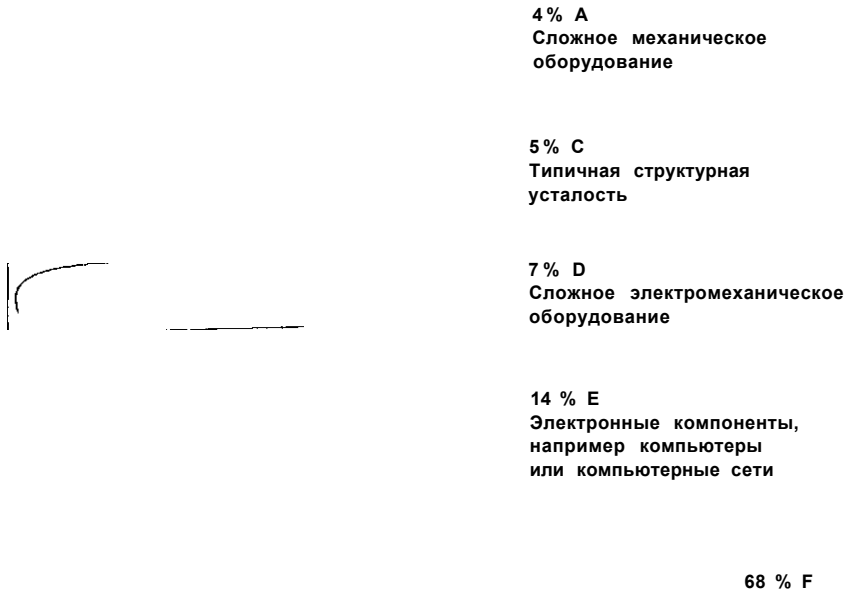 4 % A
Сложное механическое
оборудование
5 % C
Типичная структурная
усталость
7 % D
Сложное электромеханическое
оборудование
14 % E
Электронные компоненты,
например компьютеры
или компьютерные сети
68 % F